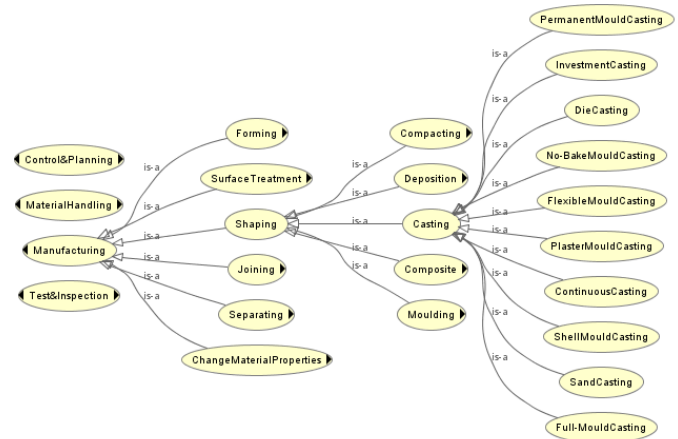 PermanentMouldCasting
is-a
InvestmentCasting
is-a
DieCasting
is-a
Forming
Compacting
Control&Planning
No-BakeMouldCasting
is-a
is-a
is-a
SurfaceTreatment
Deposition
is-a
is-a
MaterialHandling
FlexibleMouldCasting
is-a
is-a
Shaping
is-a
Casting
is-a
Manufacturing
is-a
PlasterMouldCasting
is-a
Joining
is-a
Composite
is-a
is-a
ContinuousCasting
Test&Inspection
is-a
is-a
Separating
Moulding
is-a
ShellMouldCasting
is-a
ChangeMaterialProperties
SandCasting
Full-MouldCasting